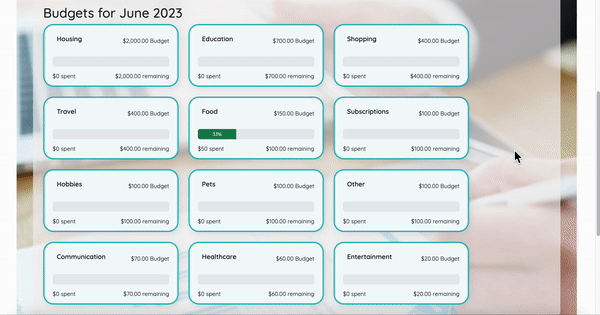 Budgets for June 2023
Housing $2,000.00 Budget
$0 spent $2,000.00 remaining
Education $700.00 Budget
$0 spent $700.00 remaining
Shopping $400.00 Budget
$0 spent $400.00 remaining
Travel $400.00 Budget
$0 spent $400.00 remaining
Food $150.00 Budget
33%
$50 spent $100.00 remaining
Subscriptions $100.00 Budget
$0 spent $100.00 remaining
Hobbies $100.00 Budget
$0 spent $100.00 remaining
Pets $100.00 Budget
$0 spent $100.00 remaining
Other $100.00 Budget
$0 spent $100.00 remaining
Communication $70.00 Budget
$0 spent $70.00 remaining
Healthcare $60.00 Budget
$0 spent $60.00 remaining
Entertainment $20.00 Budget
$0 spent $20.00 remaining